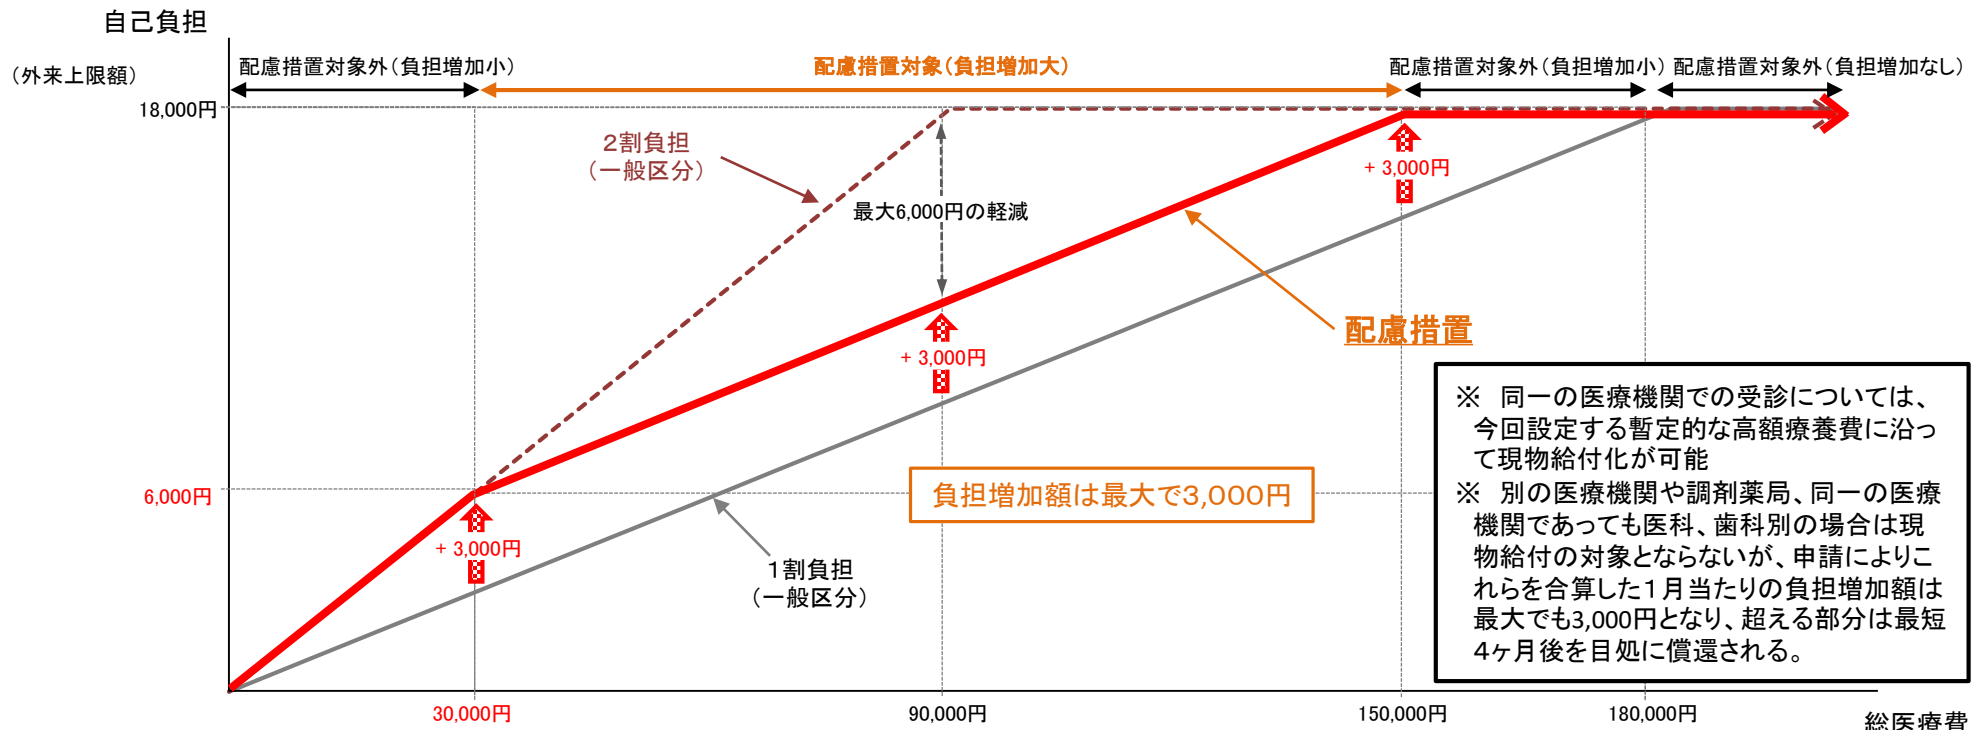 自己負担
（外来上限額）
配慮措置対象外（負担増加小）
配慮措置対象（負担増加大）
配慮措置対象外（負担増加小）
配慮措置対象外（負担増加なし）
18,000円
２割負担
（一般区分）
+ 3,000円
最大6,000円の軽減
配慮措置
+ 3,000円
※　同一の医療機関での受診については、
今回設定する暫定的な高額療養費に沿っ
て現物給付化が可能
※　別の医療機関や調剤薬局、同一の医療
機関であっても医科、歯科別の場合は現
物給付の対象とならないが、申請によりこ
れらを合算した１月当たりの負担増加額は
最大でも3,000円となり、超える部分は最短
４ヶ月後を目処に償還される。
6,000円
負担増加額は最大で3,000円
+ 3,000円
１割負担
（一般区分）
30,000円
90,000円
150,000円
180,000円
総医療費